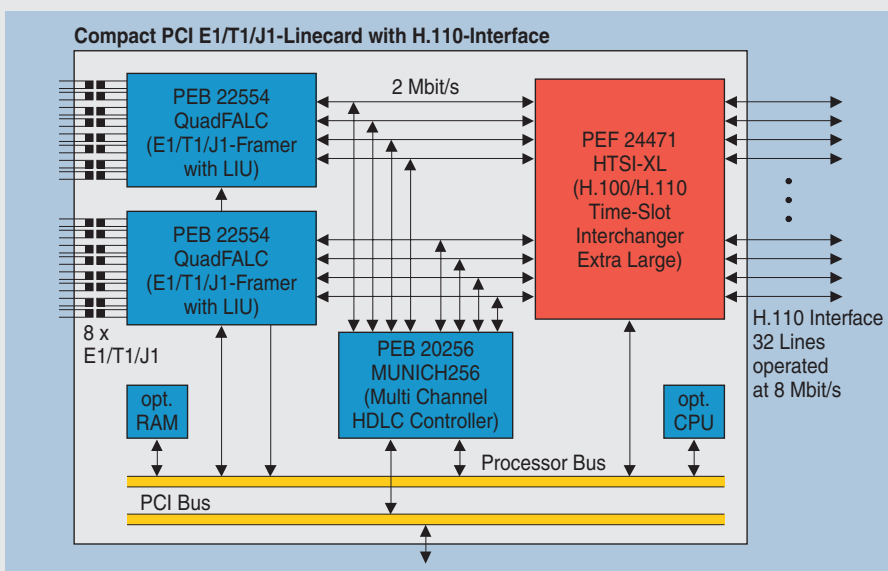 Compact PCI E1/T1/J1-Linecard with H.110-Interface
PEB 22554
QuadFALC
(E1/T1/J1-Framer
with LIU)
2 Mbit/s
PEF 24471
HTSI-XL
(H.100/H.110
Time-Slot
Interchanger
Extra Large)
PEB 22554
QuadFALC
(E1/T1/J1-Framer
with LIU)
8 x
E1/T1/J1
H.110 Interface
32 Lines
operated
at 8 Mbit/s
PEB 20256
MUNICH256
(Multi Channel
HDLC Controller)
opt.
RAM
opt.
CPU
Processor Bus
PCI Bus